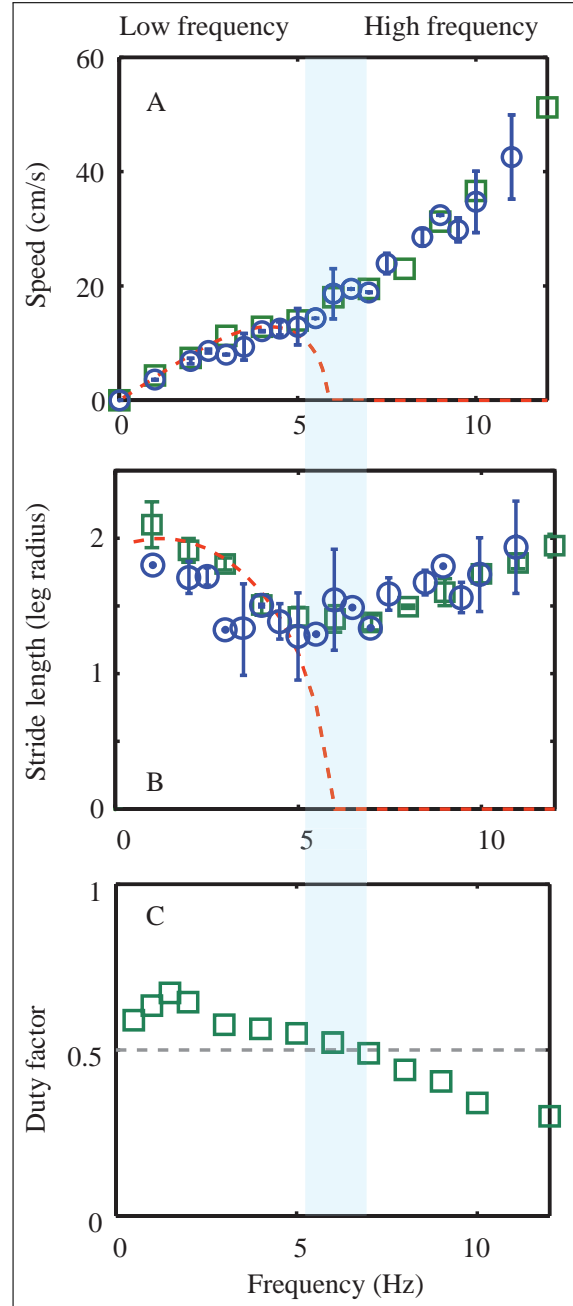 Low frequency High frequency
60
A
40
Speed (cm/s)
20
0
0 5 10
2
Stride length (leg radius)
1
B
0
0 5 10
1
C
Duty factor
0.5
0
0 5 10
Frequency (Hz)